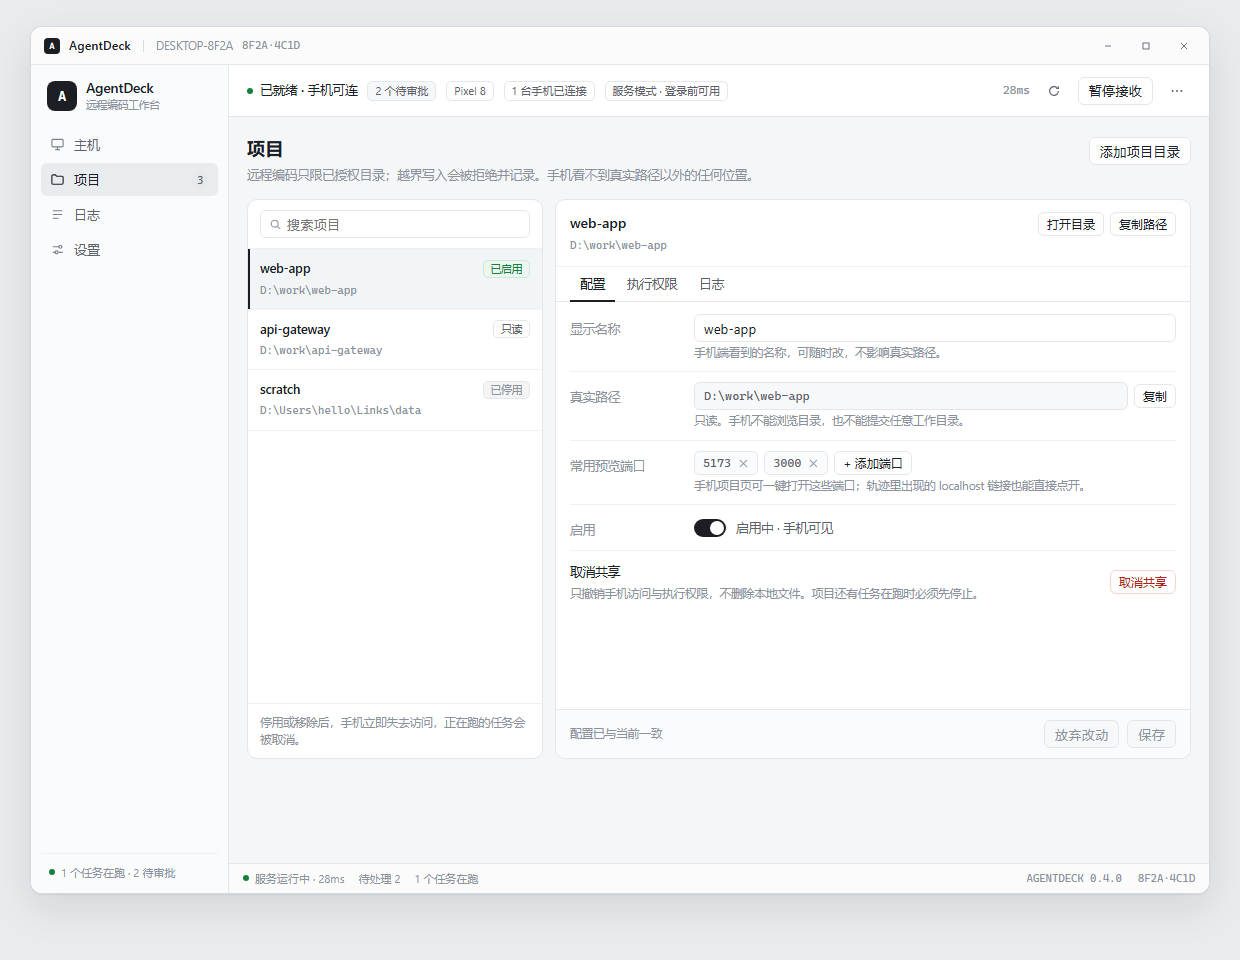 A AgentDeck DESKTOP-8F2A 8F2A·4C1D
A AgentDeck
远程编码工作台
主机
项目 3
日志
设置
1 个任务在跑 · 2 待审批
已就绪 · 手机可连 2 个待审批 Pixel 8 1 台手机已连接 服务模式 · 登录前可用 28ms 暂停接收 ···
项目
远程编码只限已授权目录；越界写入会被拒绝并记录。手机看不到真实路径以外的任何位置。
添加项目目录
搜索项目
web-app 已启用
D:\work\web-app
api-gateway 只读
D:\work\api-gateway
scratch 已停用
D:\Users\hello\Links\data
停用或移除后，手机立即失去访问，正在跑的任务会
被取消。
web-app 打开目录 复制路径
D:\work\web-app
配置 执行权限 日志
显示名称 web-app
手机端看到的名称，可随时改，不影响真实路径。
真实路径 D:\work\web-app 复制
只读。手机不能浏览目录，也不能提交任意工作目录。
常用预览端口 5173 × 3000 × + 添加端口
手机项目页可一键打开这些端口；轨迹里出现的 localhost 链接也能直接点开。
启用 启用中 · 手机可见
取消共享
只撤销手机访问与执行权限，不删除本地文件。项目还有任务在跑时必须先停止。
取消共享
配置已与当前一致 放弃改动 保存
服务运行中 · 28ms 待处理 2 1 个任务在跑 AGENTDECK 0.4.0 8F2A·4C1D